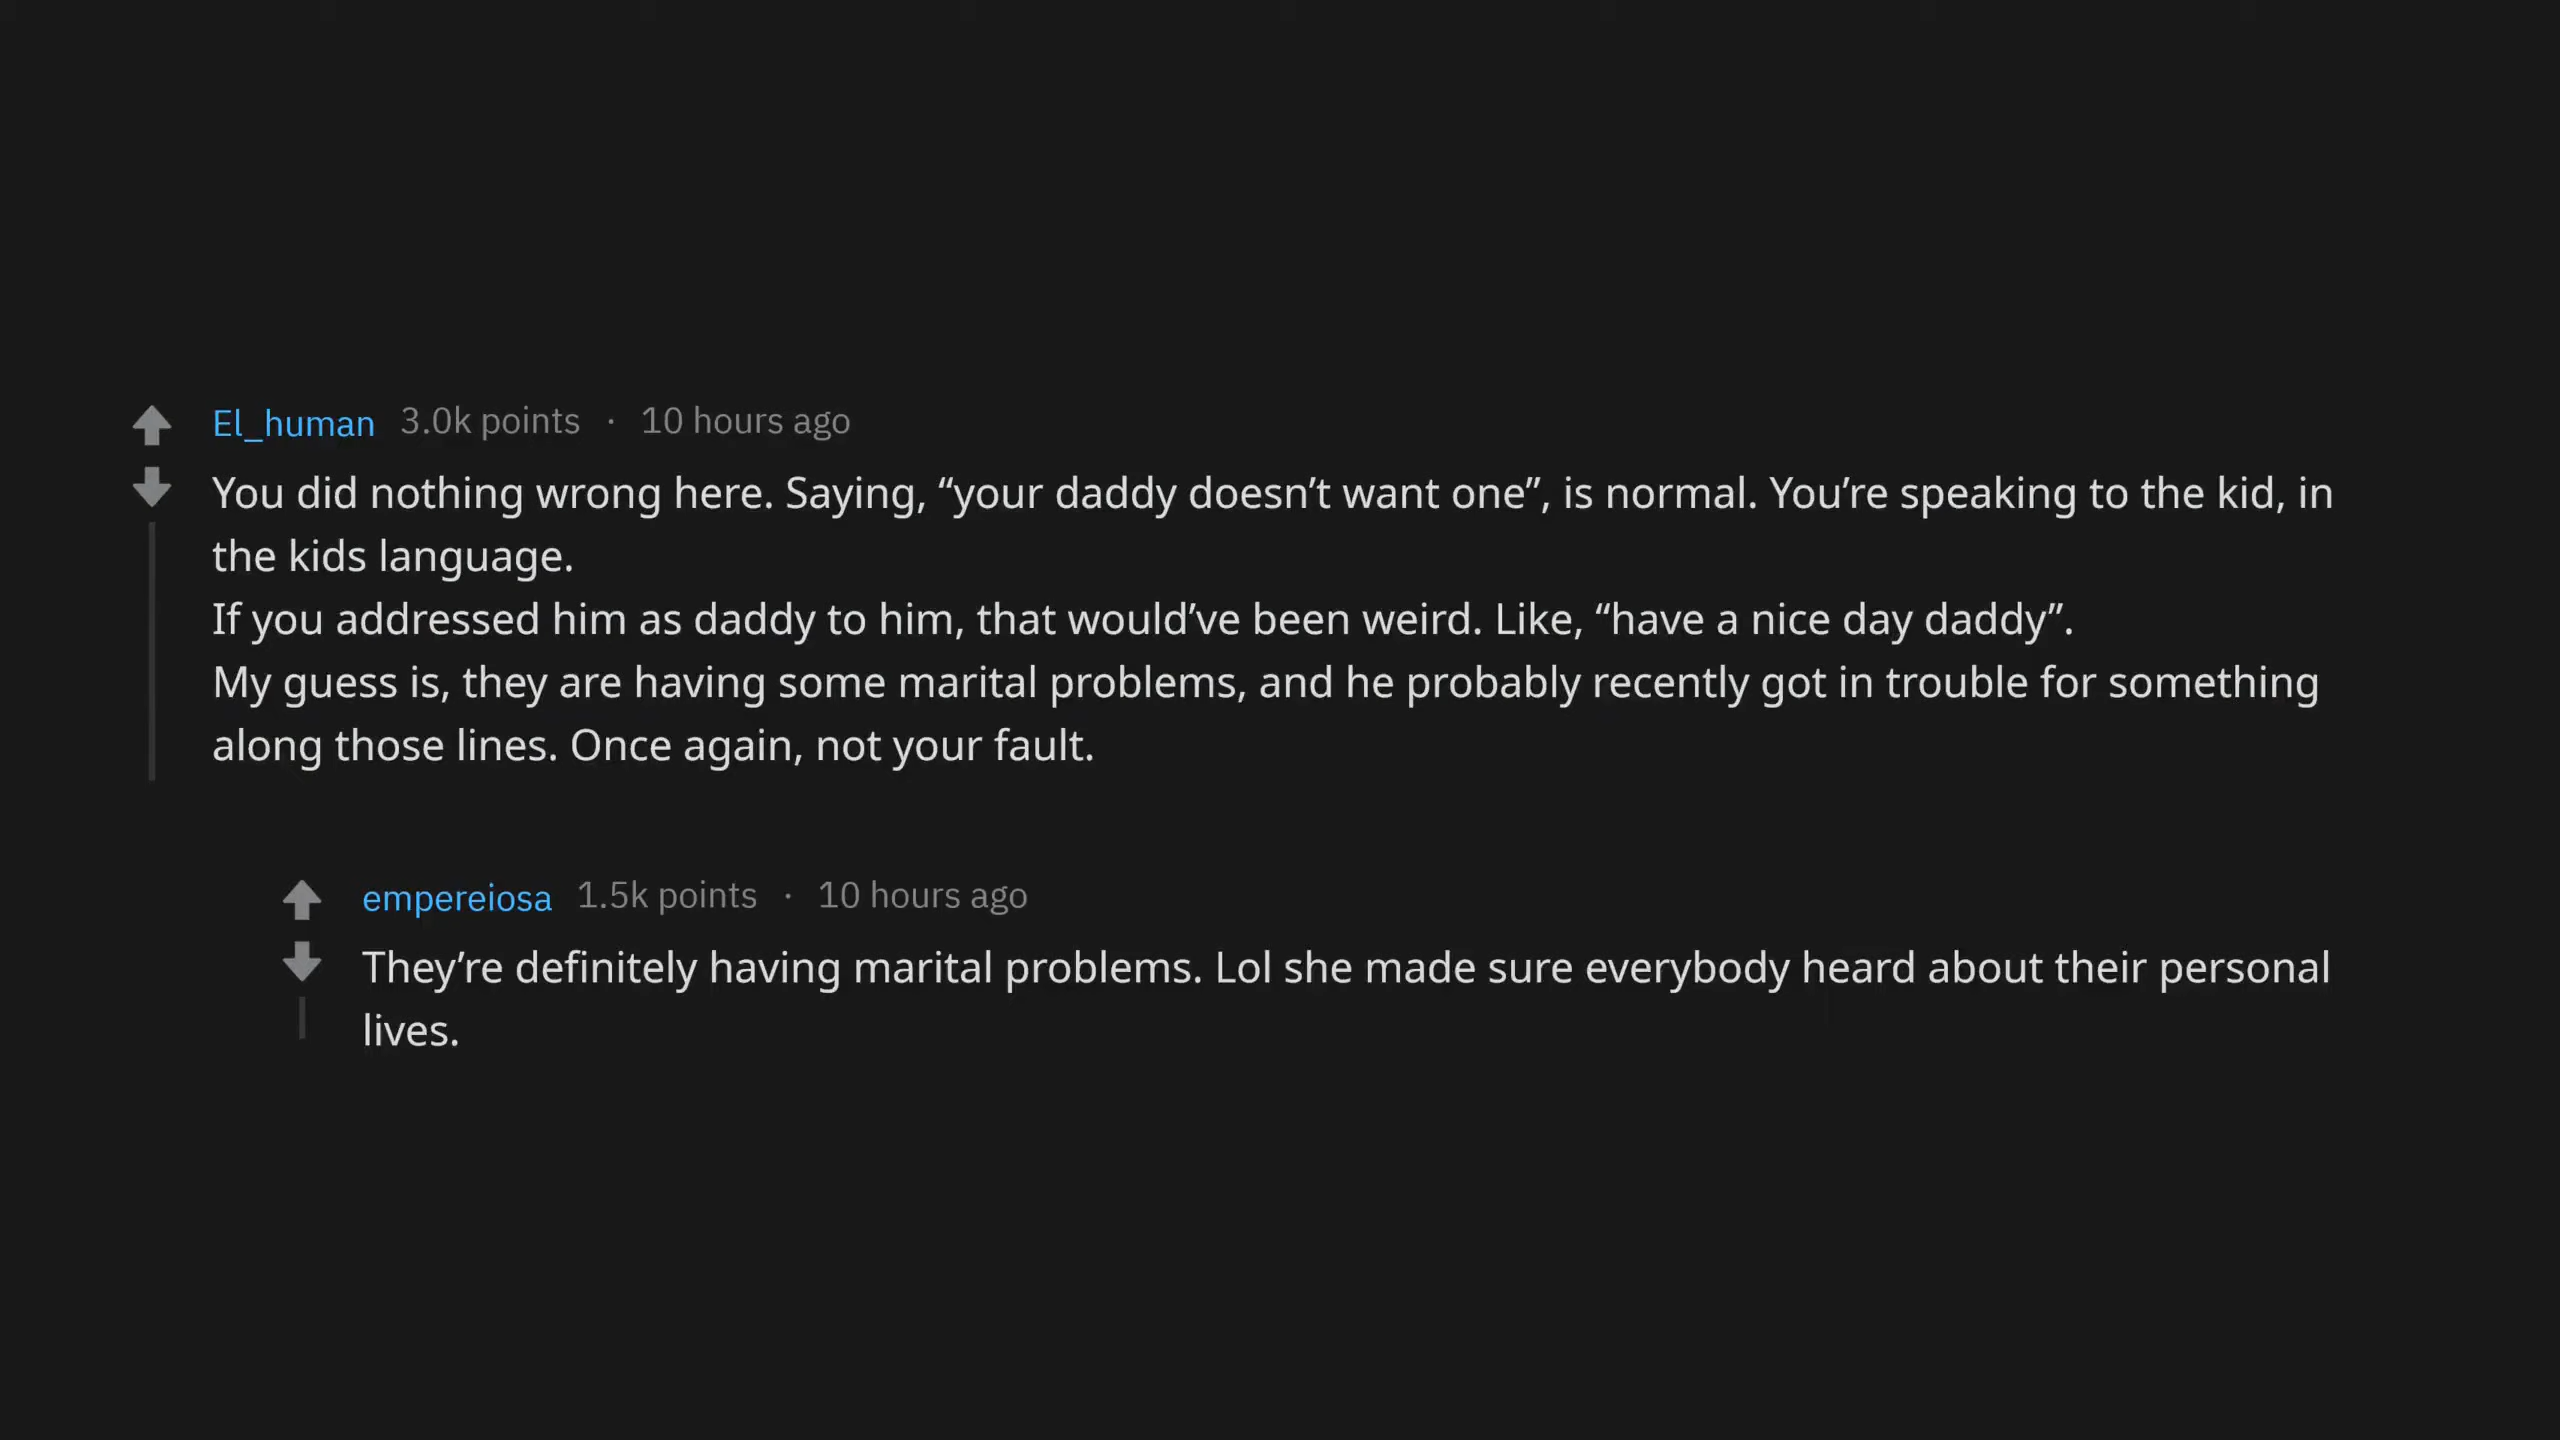 El_human 3.0k points · 10 hours ago
You did nothing wrong here. Saying, “your daddy doesn’t want one”, is normal. You’re speaking to the kid, in
the kids language.
If you addressed him as daddy to him, that would’ve been weird. Like, “have a nice day daddy”.
My guess is, they are having some marital problems, and he probably recently got in trouble for something
along those lines. Once again, not your fault.
empereiosa 1.5k points · 10 hours ago
They’re definitely having marital problems. Lol she made sure everybody heard about their personal
lives.